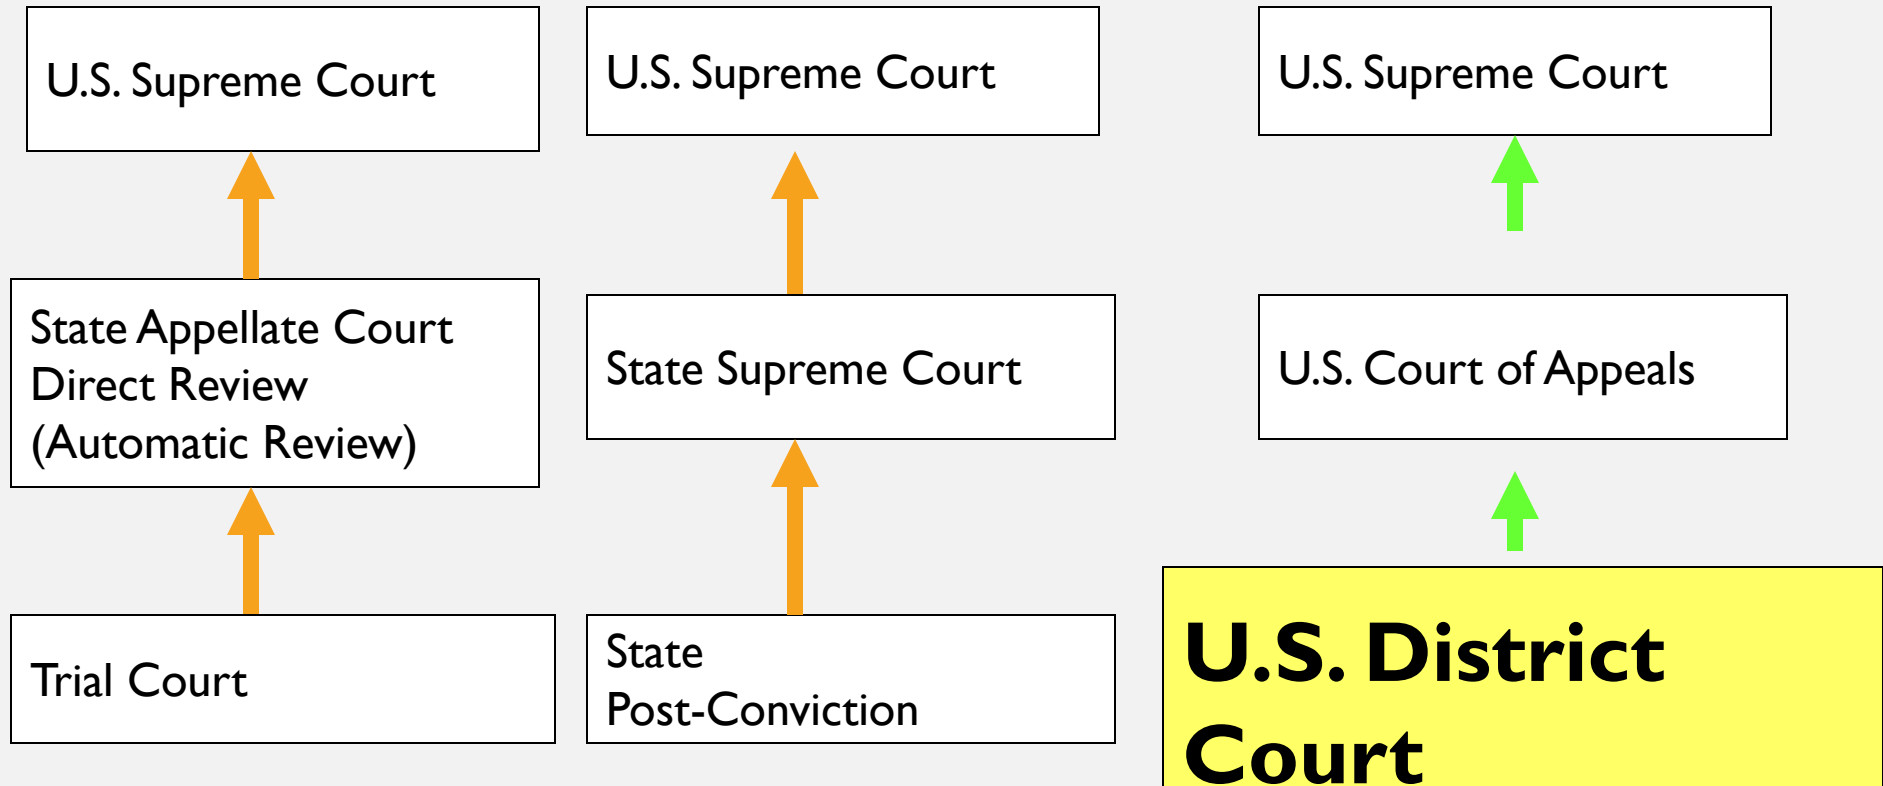 U.S. Supreme Court
U.S. Supreme Court
U.S. Supreme Court
State Appellate Court
Direct Review
(Automatic Review)
State Supreme Court
U.S. Court of Appeals
Trial Court
State
Post-Conviction
U.S. District
Court